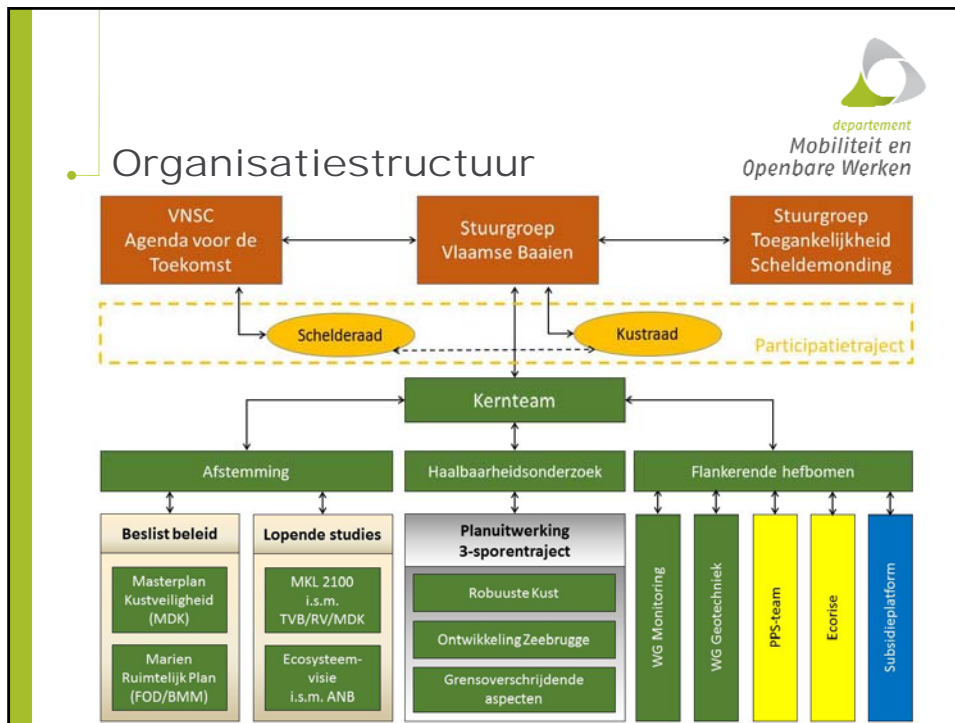 departement
Mobiliteit en
Openbare Werken
Organisatiestructuur
VNSC
Agenda voor de
Toekomst
Stuurgroep
Vlaamse Baaien
Stuurgroep
Toegankelijkheid
Scheldemonding
Schelderaad
Kustraad
Participatietraject
Kernteam
Afstemming
Haalbaarheidsonderzoek
Flankerende hefbomen
Beslist beleid
Masterplan
Kustveiligheid
(MDK)
Marien
Ruimtelijk Plan
(FOD/BMM)
Lopende studies
MKL 2100
i.s.m.
TVB/RV/MDK
Ecosysteem-
visie
i.s.m. ANB
Planuitwerking
3-sporentraject
Robuuste Kust
Ontwikkeling Zeebrugge
Grensoverschrijdende
aspecten
WG Monitoring
WG Geotechniek
PPS-team
Ecorise
Subsidieplatform